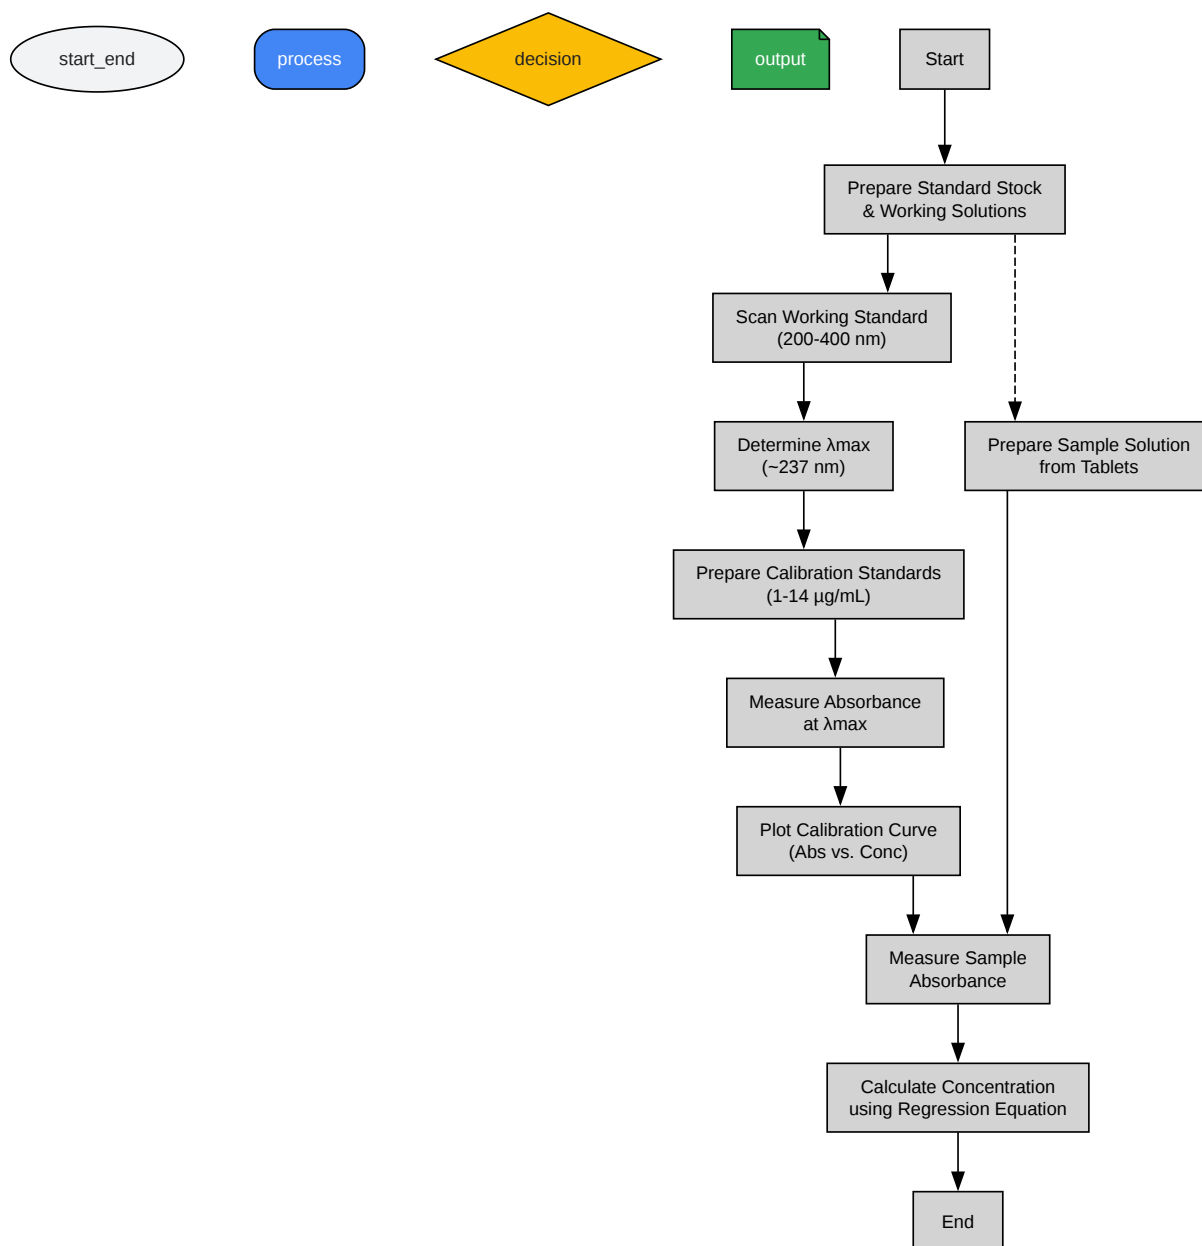 start_end
process
decision
output
Start
Prepare Standard Stock
& Working Solutions
Scan Working Standard
(200-400 nm)
Determine λmax
(~237 nm)
Prepare Sample Solution
from Tablets
Prepare Calibration Standards
(1-14 µg/mL)
Measure Absorbance
at λmax
Plot Calibration Curve
(Abs vs. Conc)
Measure Sample
Absorbance
Calculate Concentration
using Regression Equation
End